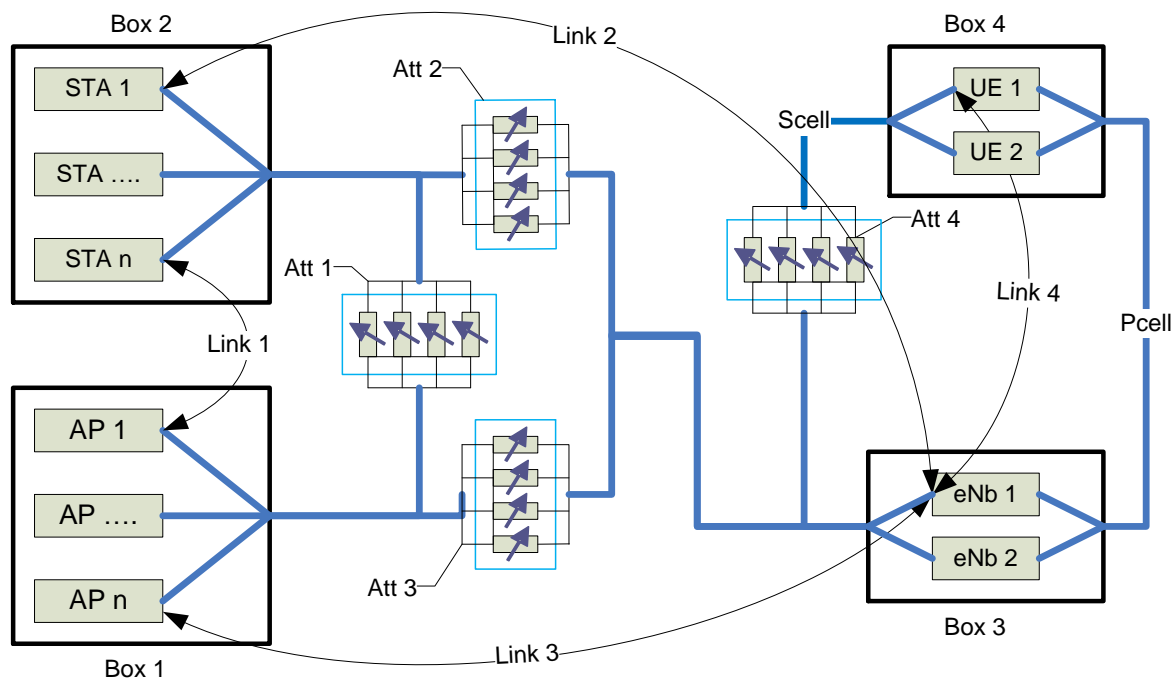 Box 2
Link 2
Box 4
STA 1
STA ….
STA n
Att 2
Scell
UE 1
UE 2
Att 4
Att 1
Link 1
Link 4
Pcell
AP 1
AP ….
AP n
Att 3
eNb 1
eNb 2
Link 3
Box 3
Box 1